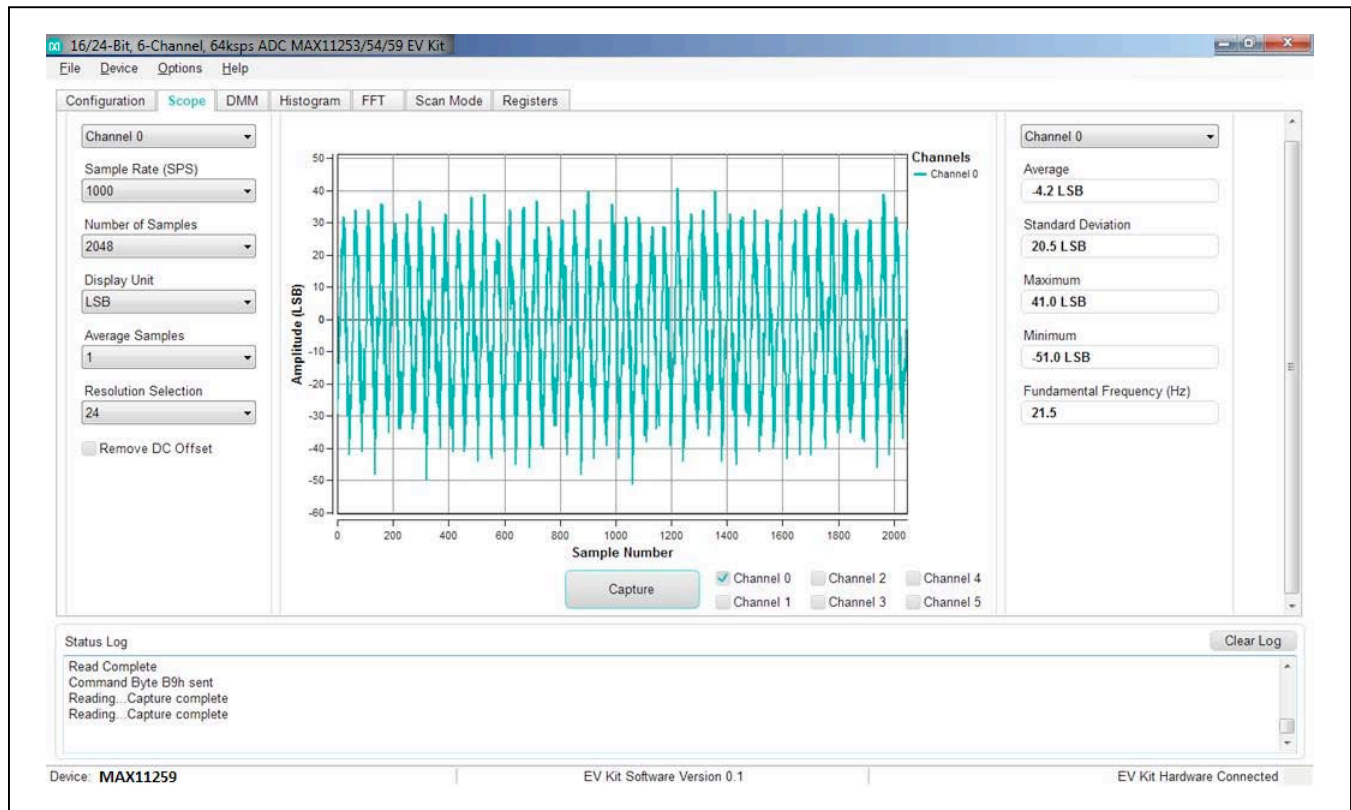 16/24-Bit, 6-Channel, 64ksps ADC MAX11253/54/59 EV Kit
File Device Options Help
Configuration Scope DMM Histogram FFT Scan Mode Registers
Channel 0
Sample Rate (SPS)
1000
Number of Samples
2048
Display Unit
LSB
Average Samples
1
Resolution Selection
24
Remove DC Offset
Amplitude (LSB)
50
40
30
20
10
0
-10
-20
-30
-40
-50
-60
0 200 400 600 800 1000 1200 1400 1600 1800 2000
Sample Number
Channels
Channel 0
Capture
Channel 0 Channel 2 Channel 4
Channel 1 Channel 3 Channel 5
Channel 0
Average
-4.2 LSB
Standard Deviation
20.5 LSB
Maximum
41.0 LSB
Minimum
-51.0 LSB
Fundamental Frequency (Hz)
21.5
Status Log
Clear Log
Read Complete
Command Byte B9h sent
Reading...Capture complete
Reading...Capture complete
Device: MAX11259
EV Kit Software Version 0.1
EV Kit Hardware Connected